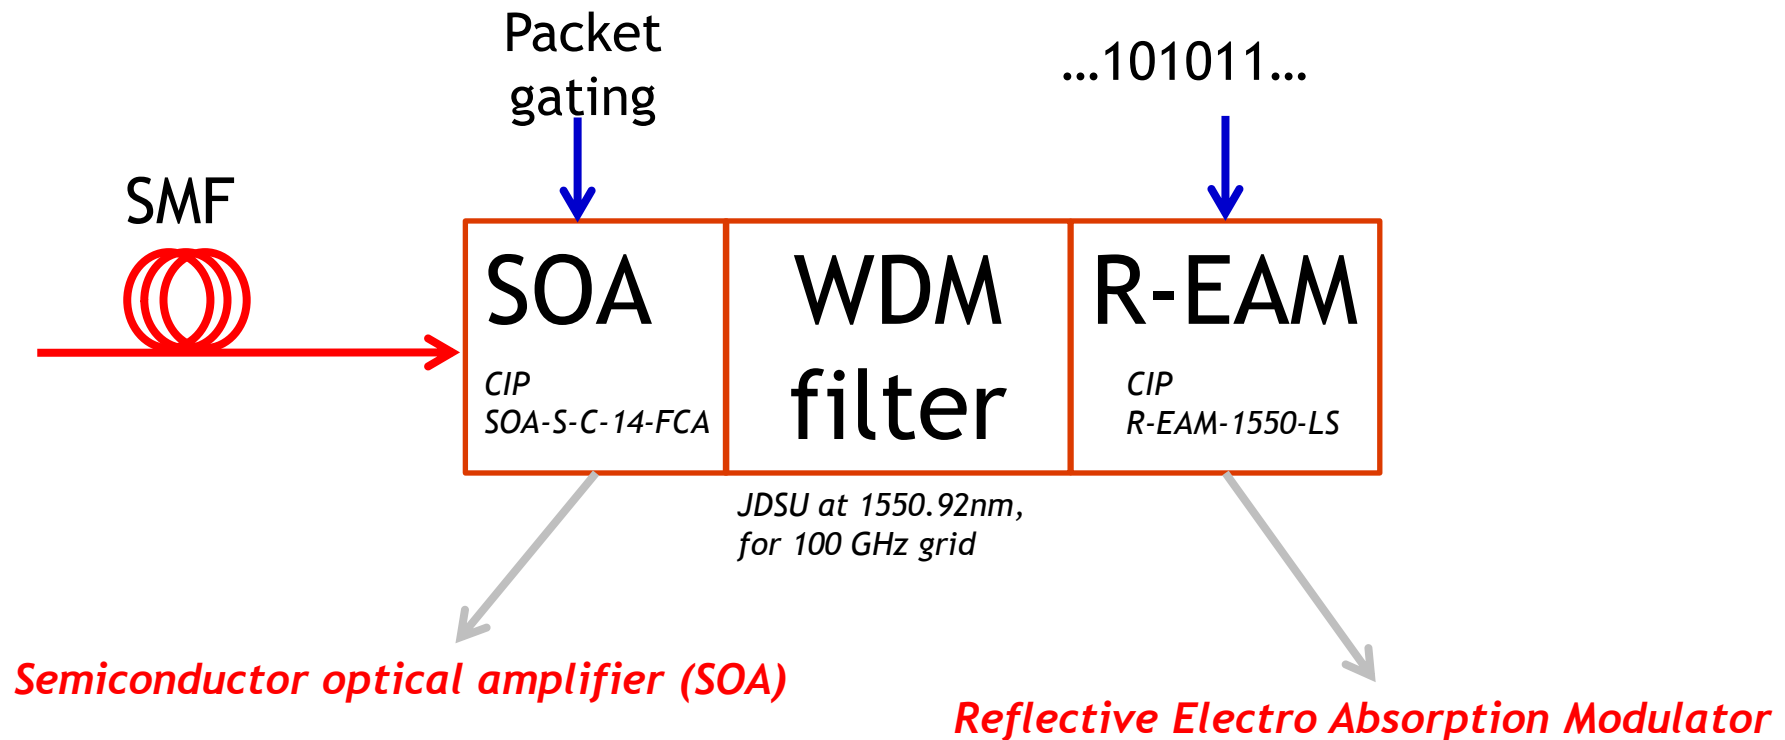 Packet
gating
…101011…
SMF
SOA
CIP
SOA-S-C-14-FCA
WDM
filter
R-EAM
CIP
R-EAM-1550-LS
JDSU at 1550.92nm,
for 100 GHz grid
Semiconductor optical amplifier (SOA)
Reflective Electro Absorption Modulator